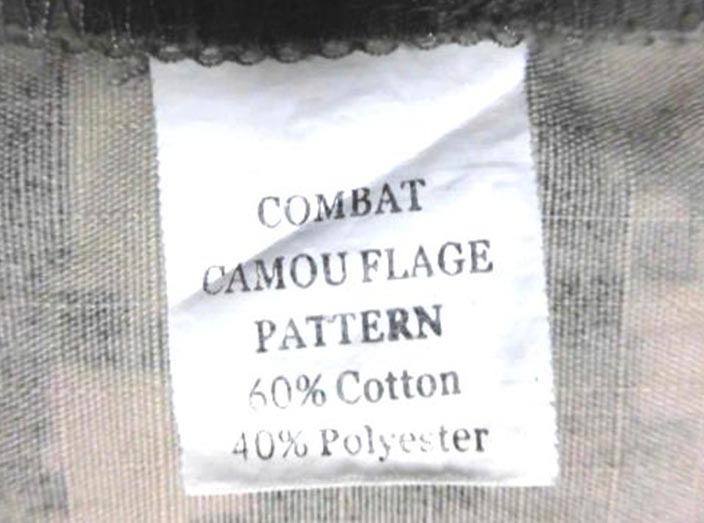 COMBAT
CAMOU FLAGE
PATTERN
60% Cotton
40% Polyester